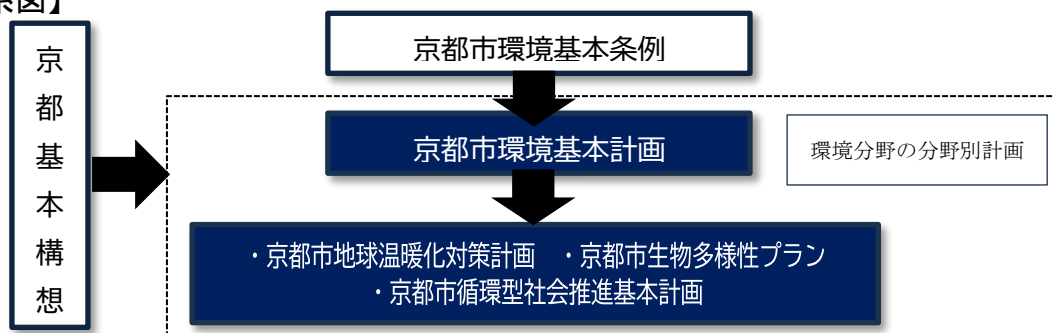 系図】
京都基本構想
京都市環境基本条例
京都市環境基本計画
環境分野の分野別計画
・京都市地球温暖化対策計画　・京都市生物多様性プラン
・京都市循環型社会推進基本計画